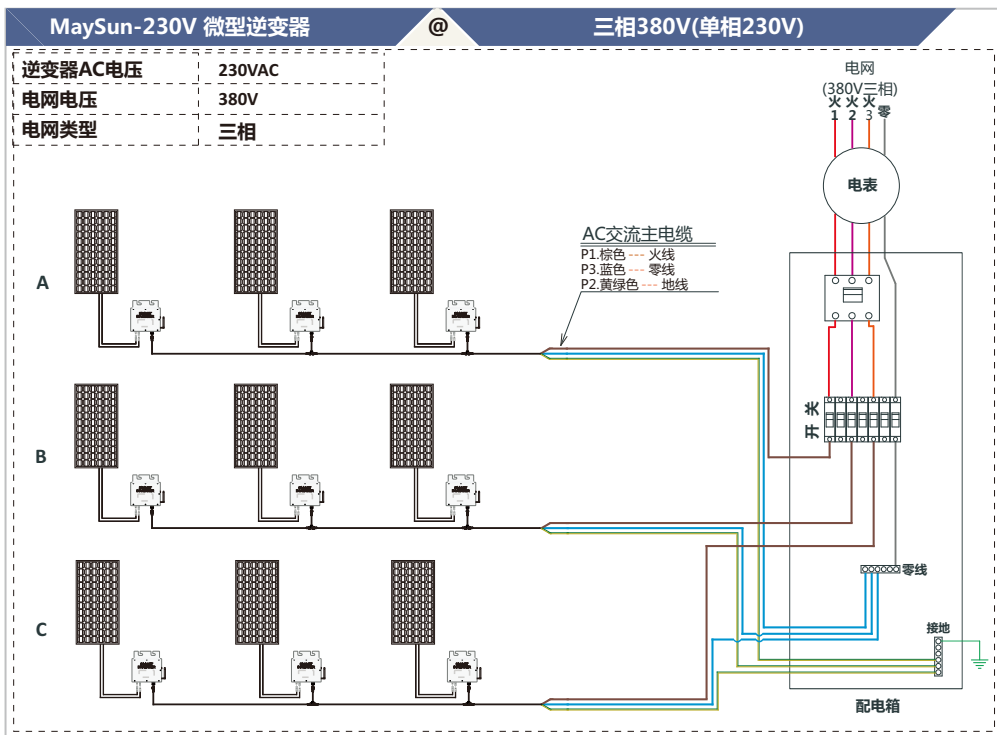 MaySun-230V 微型逆变器 @ 三相380V(单相230V)
逆变器AC电压 230VAC
电网电压 380V
电网类型 三相
电网
(380V三相)
火1 火2 火3 零
电表
AC交流主电缆
P1.棕色 --- 火线
P3.蓝色 --- 零线
P2.黄绿色 --- 地线
A
开关
B
零线
C
接地
配电箱